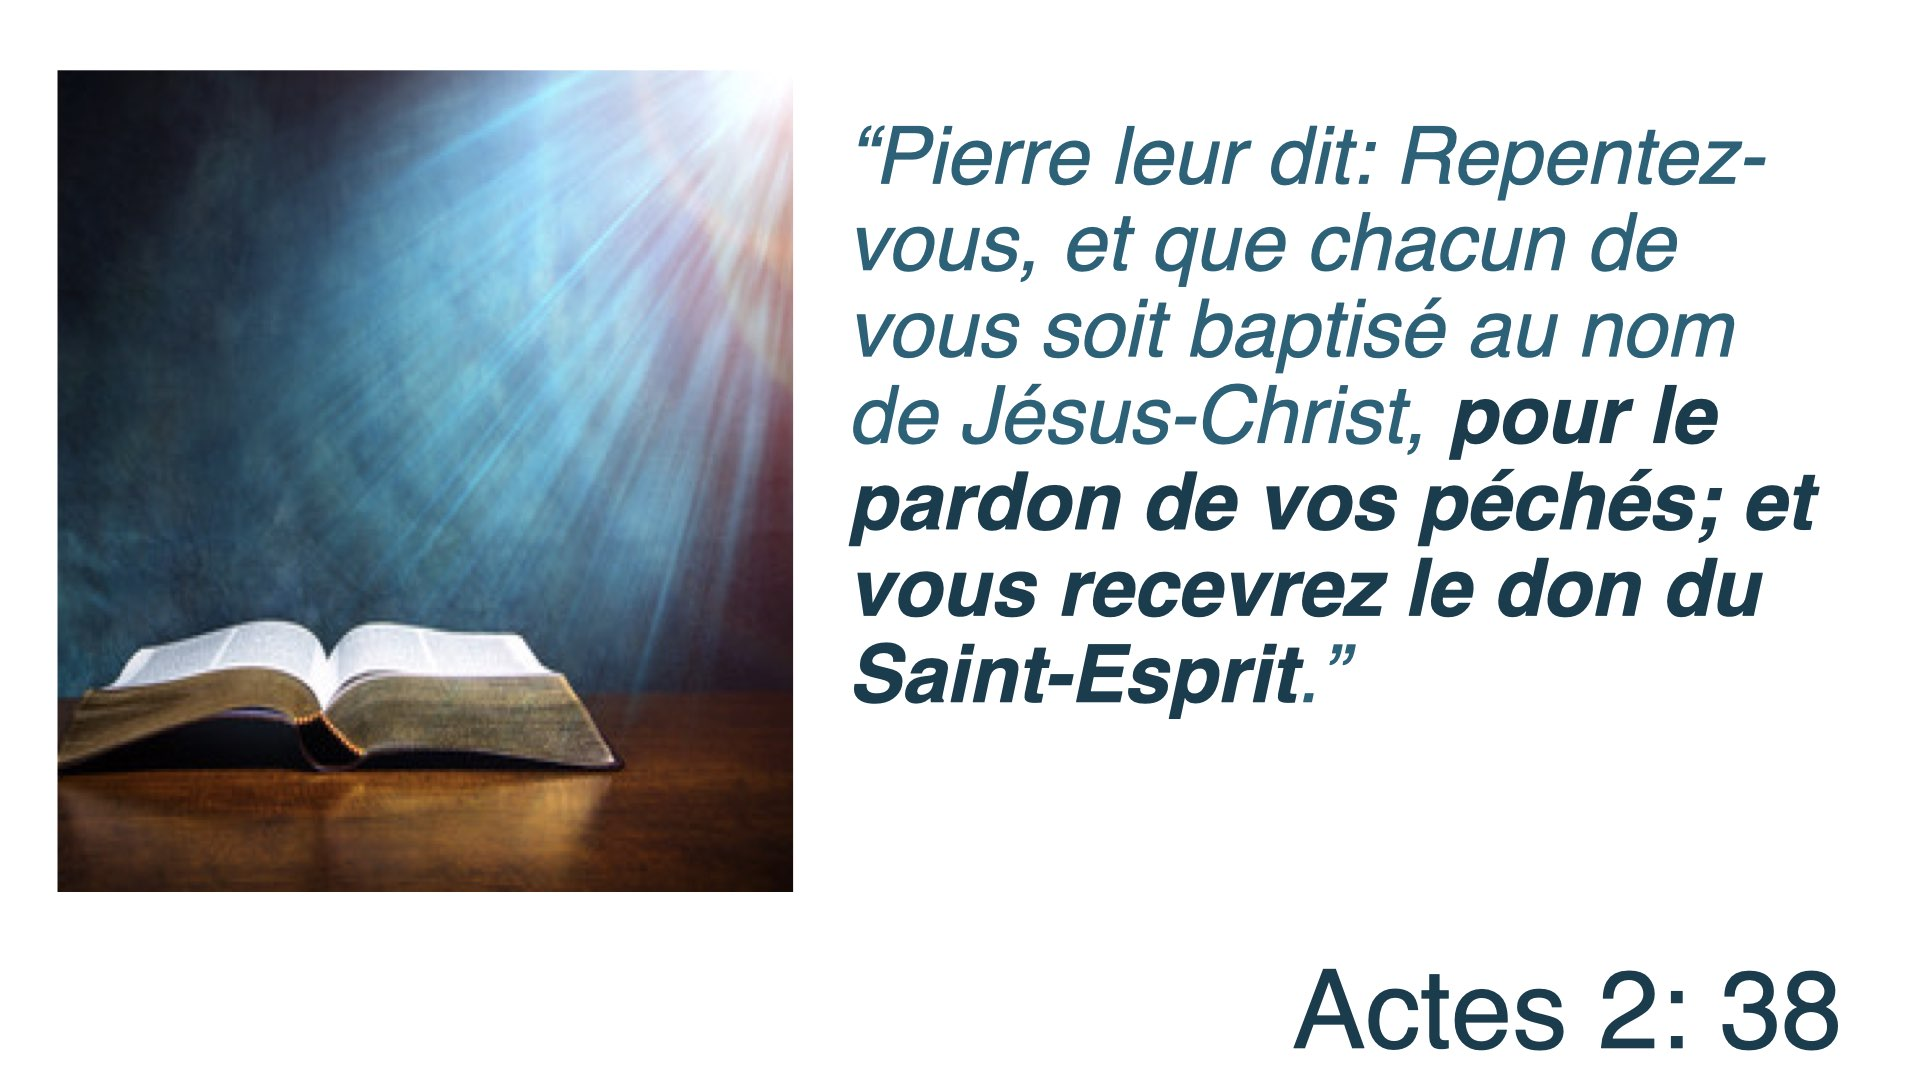 “Pierre leur dit: Repentez-
vous, et que chacun de
vous soit baptisé au nom
de Jésus-Christ, pour le
pardon de vos péchés; et
vous recevrez le don du
Saint-Esprit.”
Actes 2: 38